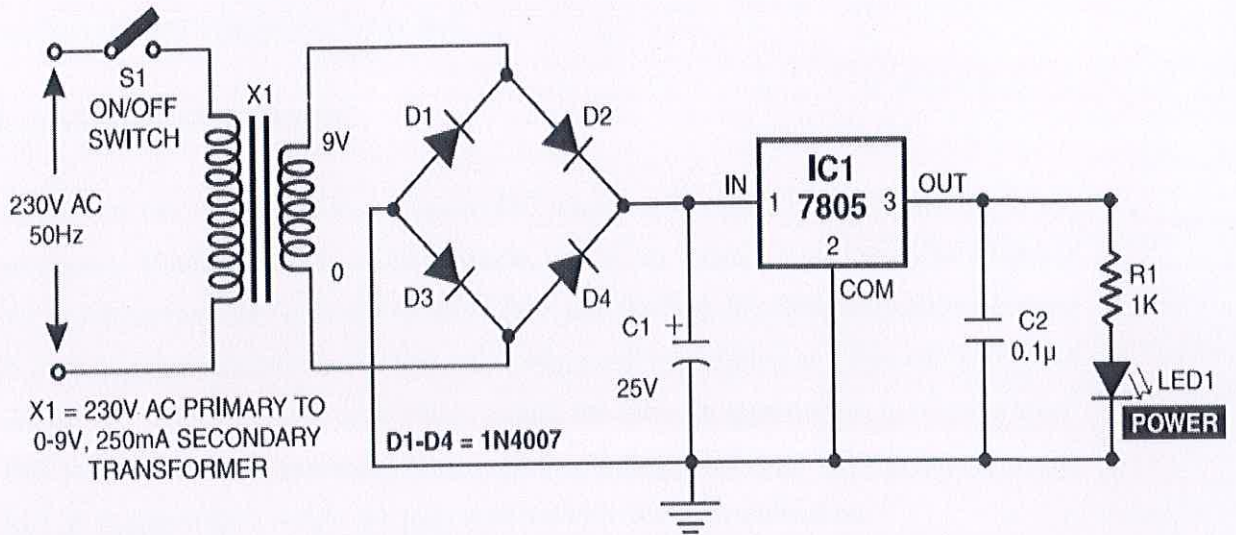 S1
ON/OFF
SWITCH
X1
230V AC
50Hz
9V
0
D1
D2
D3
D4
X1 = 230V AC PRIMARY TO
0-9V, 250mA SECONDARY
TRANSFORMER
D1-D4 = 1N4007
IN
1
IC1
7805
3
OUT
2
COM
C1
+
25V
C2
0.1µ
R1
1K
LED1
POWER